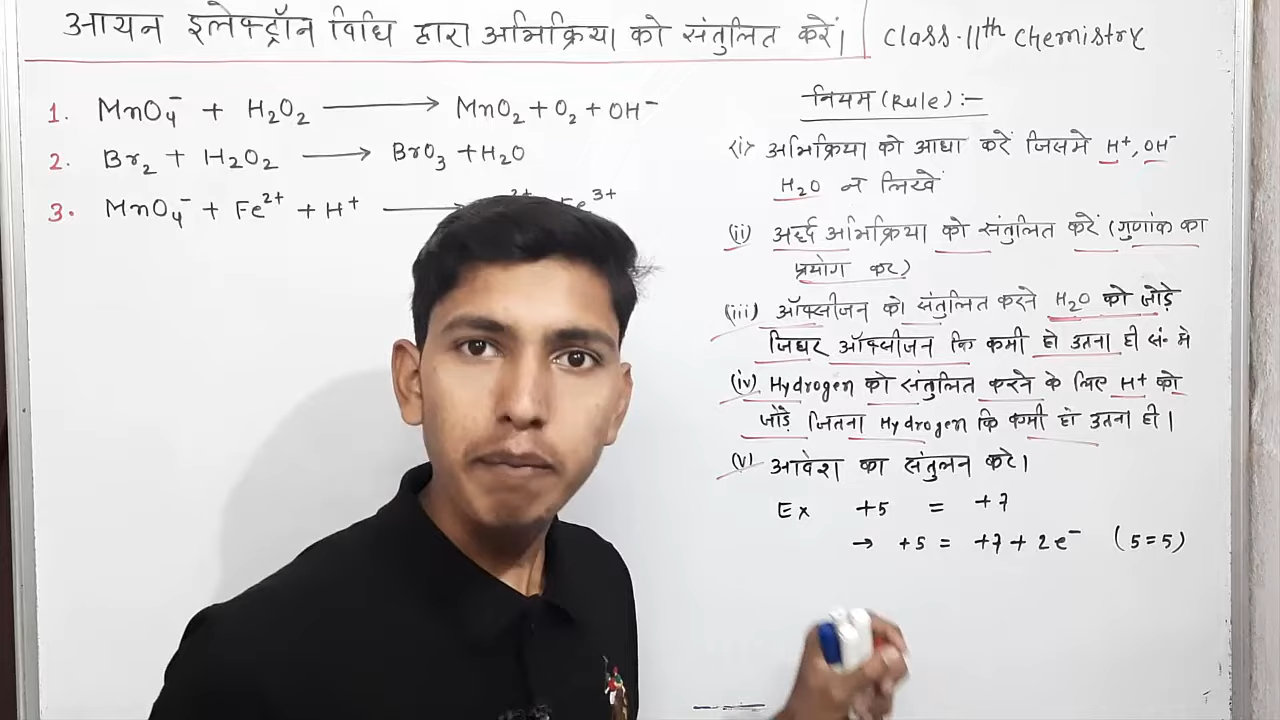 आयन इलेक्ट्रॉन विधि द्वारा अभिक्रिया को संतुलित करें। Class-11th Chemistry
1. MnO₄⁻ + H₂O₂ ⟶ MnO₂ + O₂ + OH⁻
2. Br₂ + H₂O₂ ⟶ BrO₃ + H₂O
3. MnO₄⁻ + Fe²⁺ + H⁺ ⟶ ²⁺ Fe³⁺
नियम (Rule) :-
(i) अभिक्रिया को आधा करें जिसमे H⁺, OH⁻
H₂O न लिखें
(ii) अर्द्ध अभिक्रिया को संतुलित करें (गुणांक का
प्रयोग कर)
(iii) ऑक्सीजन को संतुलित करने H₂O को जोड़े
जिधर ऑक्सीजन कि कमी हो उतना ही सं॰ मे
(iv) Hydrogen को संतुलित करने के लिए H⁺ को
जोड़े जितना Hydrogen कि कमी हो उतना ही।
(v) आवेश का संतुलन करे।
Ex +5 = +7
→ +5 = +7 + 2e⁻ (5=5)